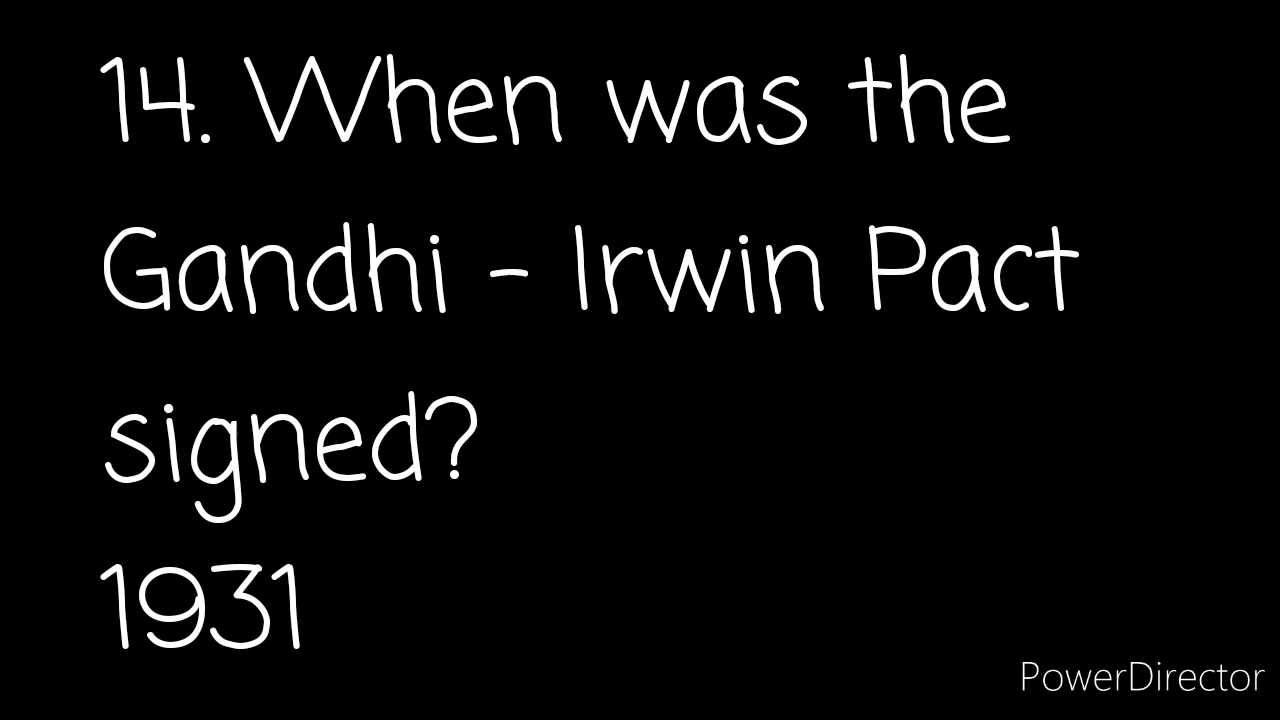 14. When was the
Gandhi - Irwin Pact
signed?
1931
PowerDirector